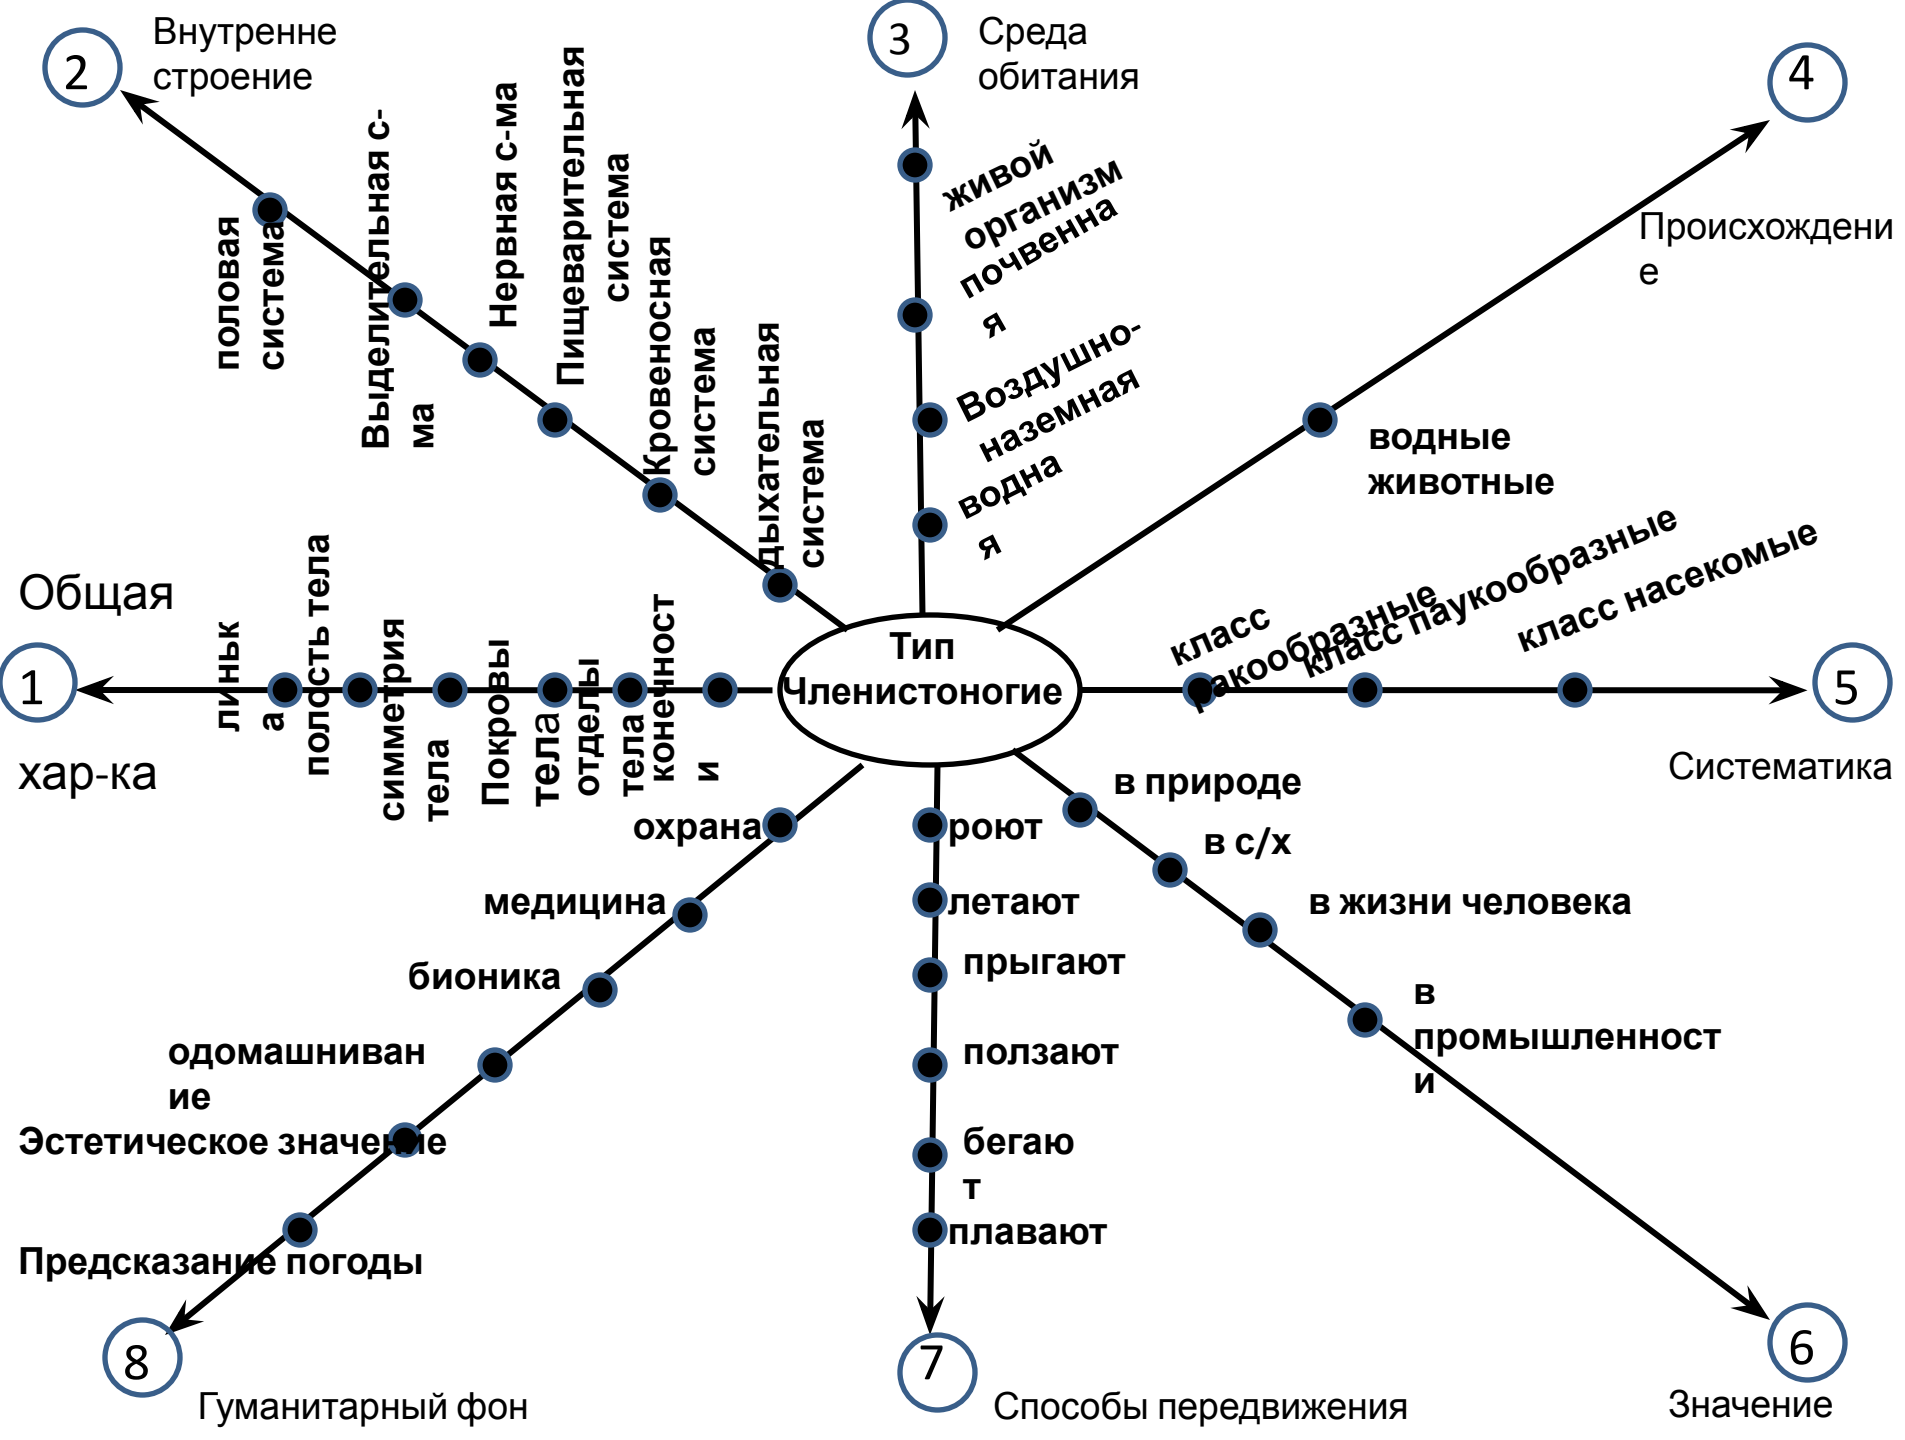 2
Внутренне
строение
3
Среда
обитания
4
Происхождени
е
половая
система
Выделительная с-
ма
Нервная с-ма
Пищеварительная
система
Кровеносная
система
дыхательная
система
живой
организм
почвенна
я
Воздушно-
наземная
водна
я
водные
животные
Общая
1
хар-ка
линьк
а
полость тела
симметрия
тела
Покровы
тела
отделы
тела
конечност
и
Тип
Членистоногие
класс
ракообразные
класс паукообразные
класс насекомые
5
Систематика
охрана
медицина
бионика
одомашниван
ие
Эстетическое значение
Предсказание погоды
8
Гуманитарный фон
роют
летают
прыгают
ползают
бегаю
т
плавают
7
Способы передвижения
в природе
в с/х
в жизни человека
в
промышленност
и
6
Значение